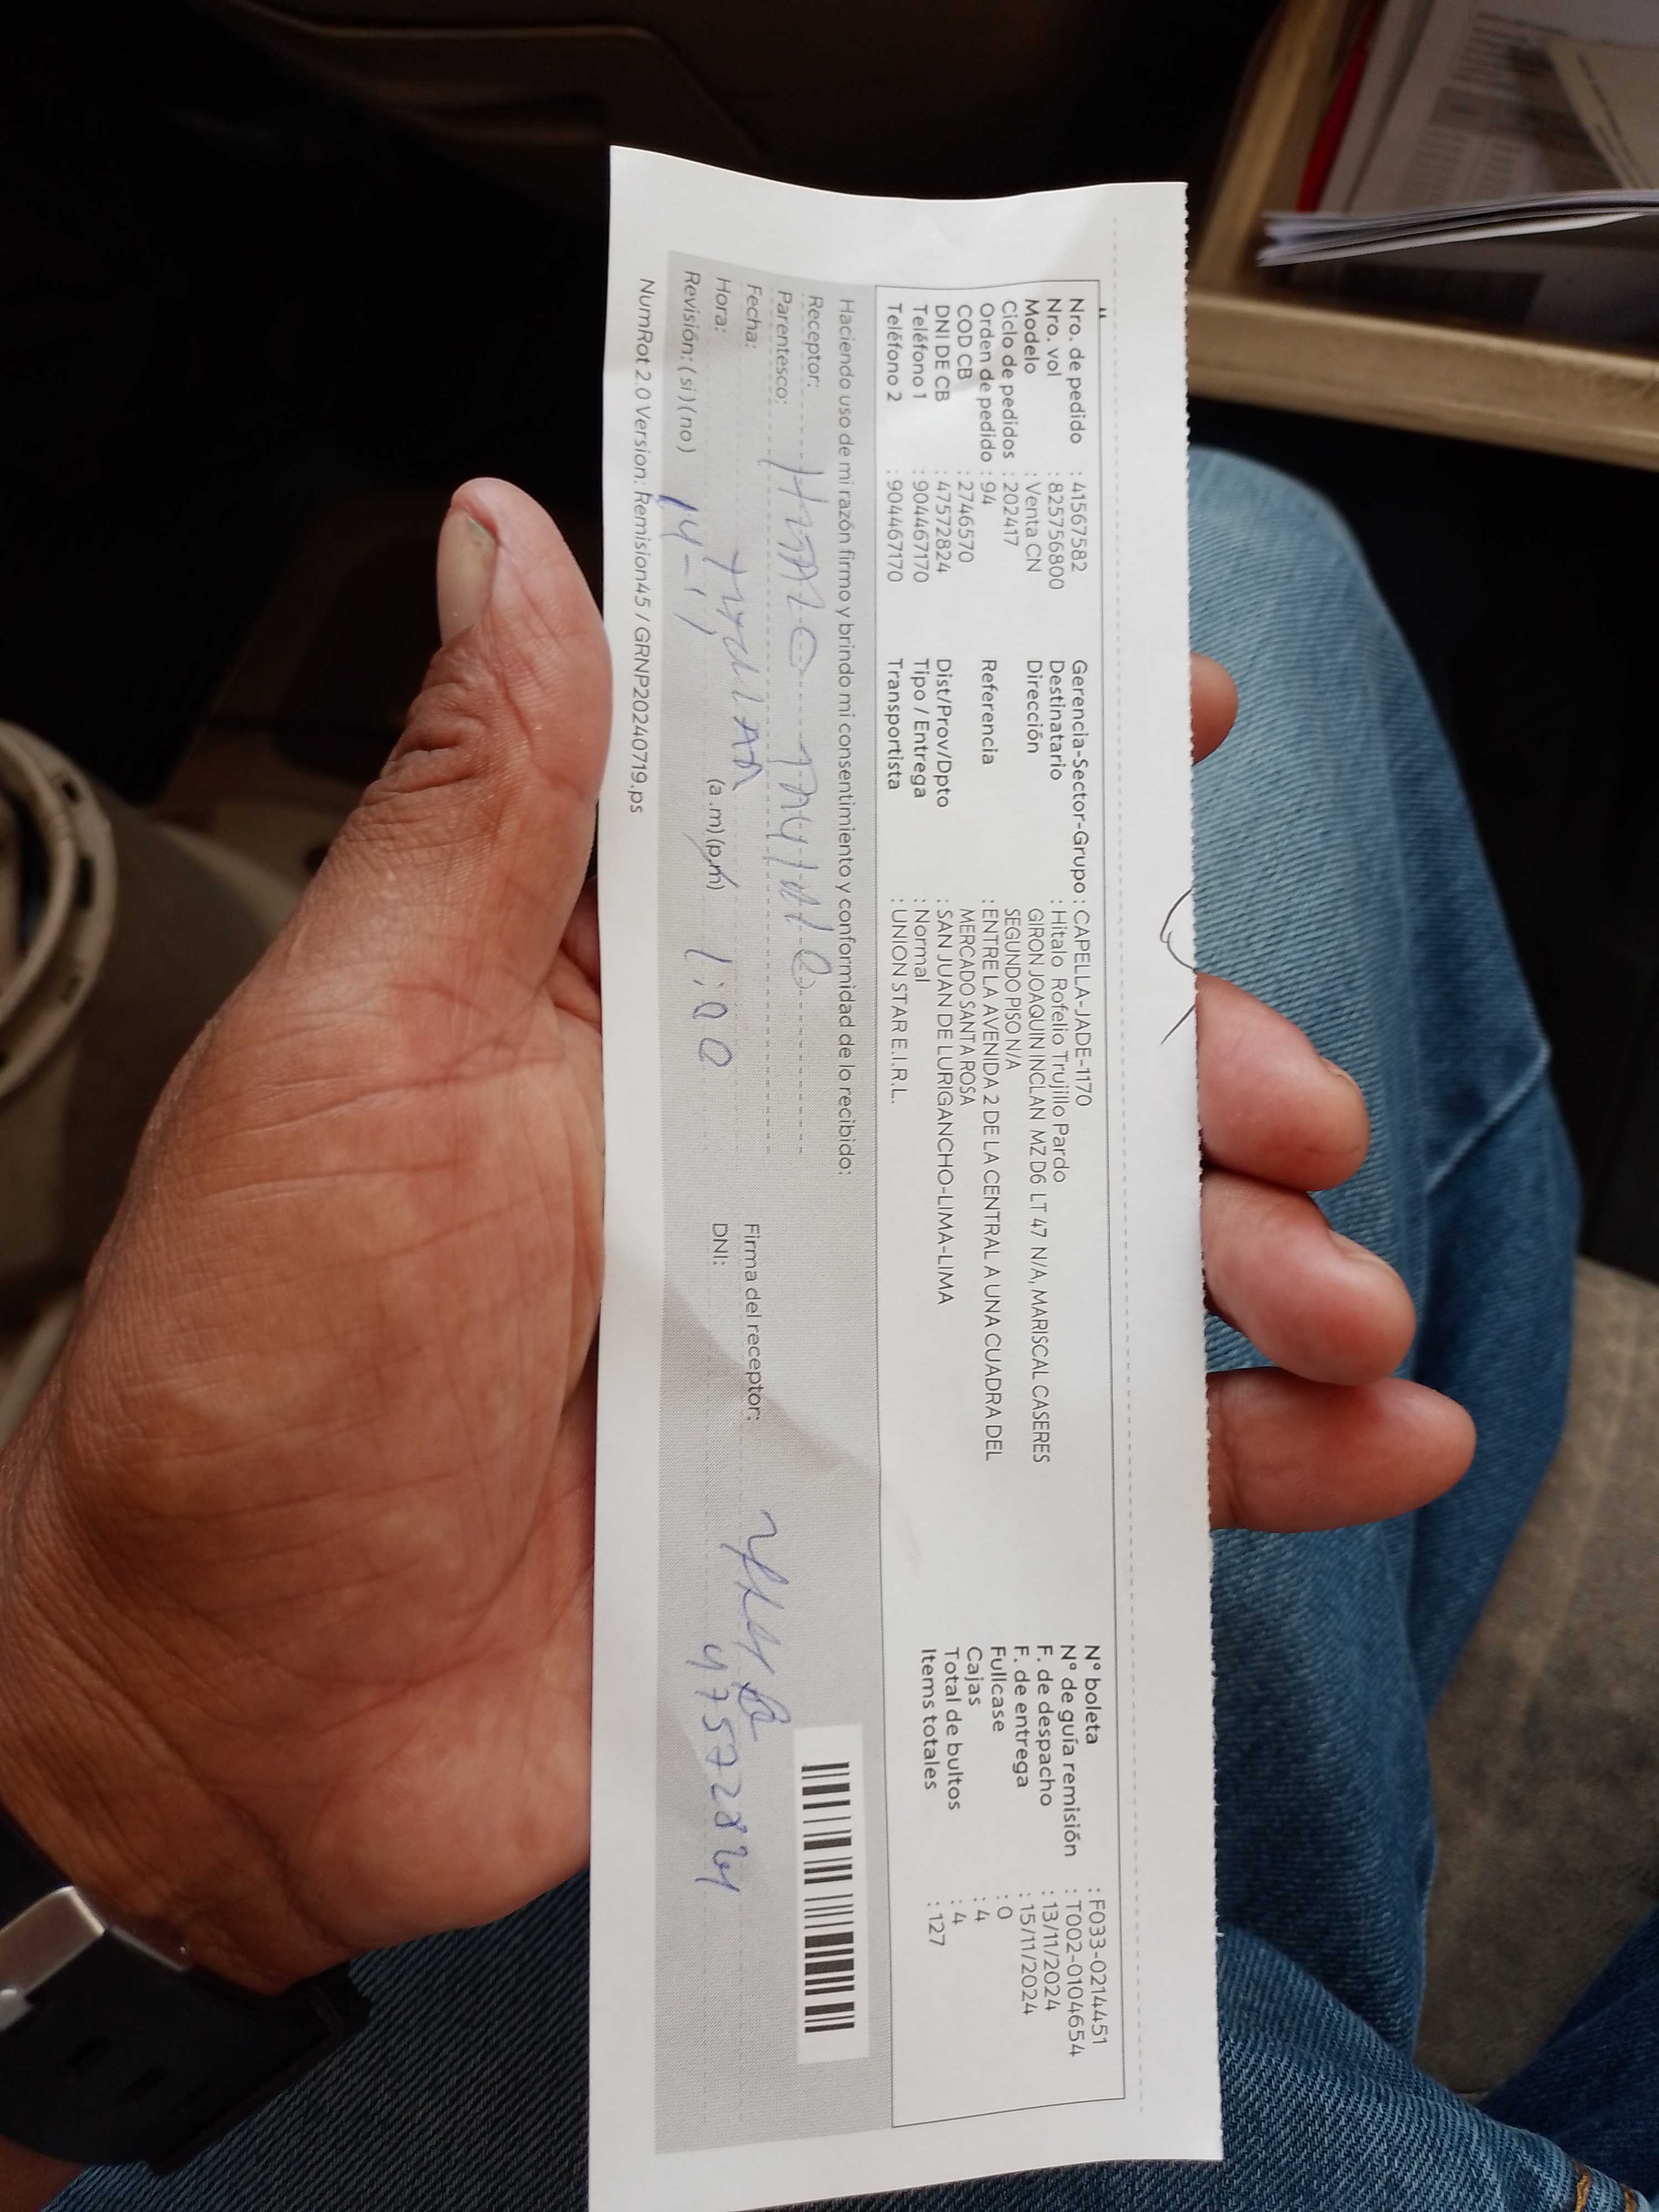 Nro. de pedido : 41567582
Nro. vol : 825756800
Modelo : Venta CN
Ciclo de pedidos : 202417
Orden de pedido : 94
COD CB : 2746570
DNI DE CB : 47572824
Teléfono 1 : 904467170
Teléfono 2 : 904467170
Gerencia-Sector-Grupo : CAPELLA-JADE-1170
Destinatario : Hitalo Rofelio Trujillo Pardo
Dirección GIRON JOAQUIN INCLAN MZ D6 LT 47 N/A, MARISCAL CASERES
SEGUNDO PISO N/A
Referencia : ENTRE LA AVENIDA 2 DE LA CENTRAL A UNA CUADRA DEL
MERCADO SANTA ROSA
Dist/Prov/Dpto : SAN JUAN DE LURIGANCHO-LIMA-LIMA
Tipo / Entrega : Normal
Transportista : UNION STAR E.I.R.L.
N° boleta : F033-0214451
N° de guía remisión : T002-0104654
F. de despacho : 13/11/2024
F. de entrega : 15/11/2024
Fullcase : 0
Cajas : 4
Total de bultos : 4
Items totales : 127
Haciendo uso de mi razón firmo y brindo mi consentimiento y conformidad de lo recibido:
Receptor:
Parentesco:
Fecha:
Hora: (a.m)(p.m) 1:00
Revisión: (si)(no) 14-11
Firma del receptor:
DNI: 47572824
NumRot 2.0 Version: Remision45 / GRNP20240719.ps